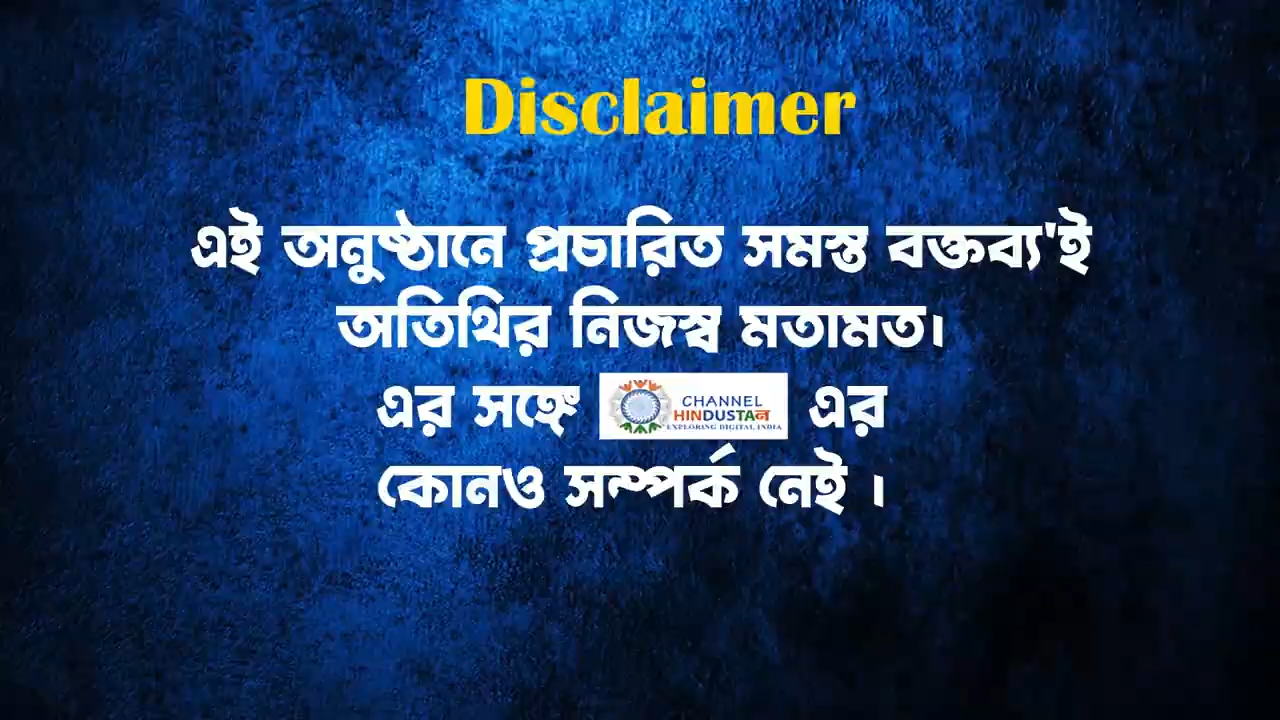 Disclaimer
এই অনুষ্ঠানে প্রচারিত সমস্ত বক্তব্য'ই
অতিথির নিজস্ব মতামত।
এর সঙ্গে CHANNEL HINDUSTAন EXPLORING DIGITAL INDIA এর
কোনও সম্পর্ক নেই ।